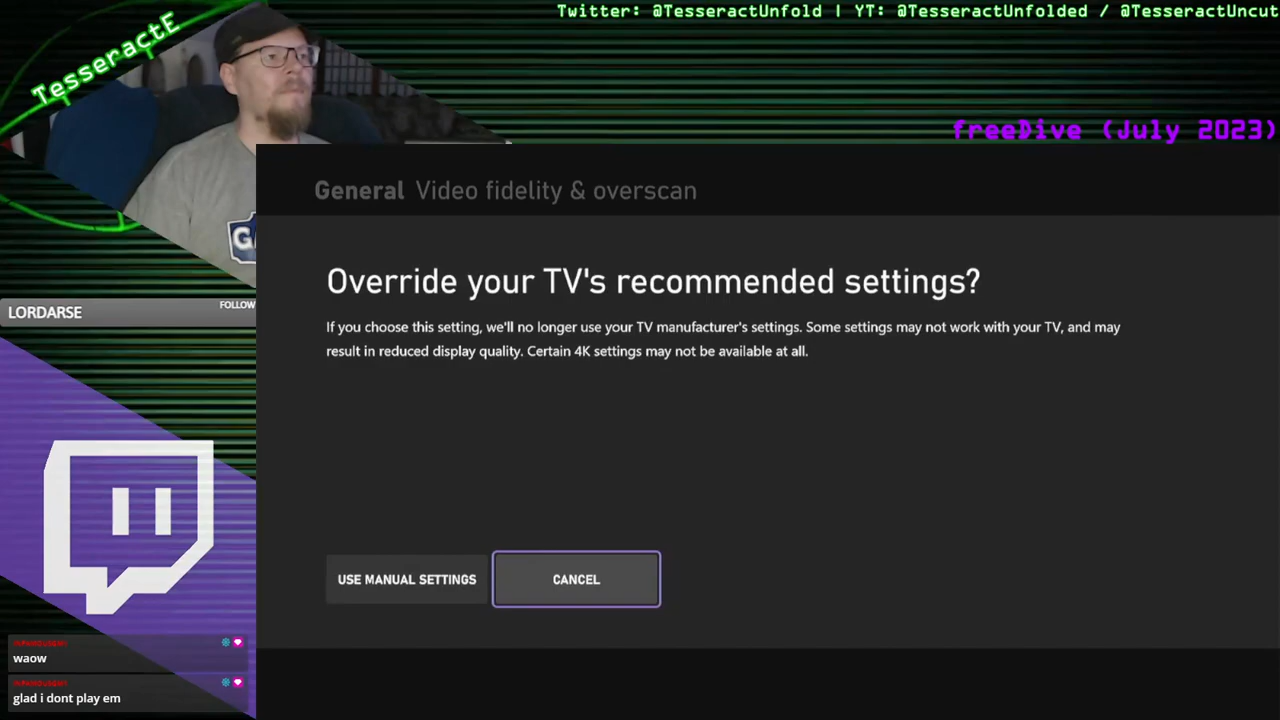 Twitter: @TesseractUnfold | YT: @TesseractUnfolded / @TesseractUncut
TesseractE
freeDive (July 2023)
General Video fidelity & overscan
Override your TV's recommended settings?
If you choose this setting, we'll no longer use your TV manufacturer's settings. Some settings may not work with your TV, and may
result in reduced display quality. Certain 4K settings may not be available at all.
USE MANUAL SETTINGS
CANCEL
LORDARSE
FOLLOW
waow
glad i dont play em